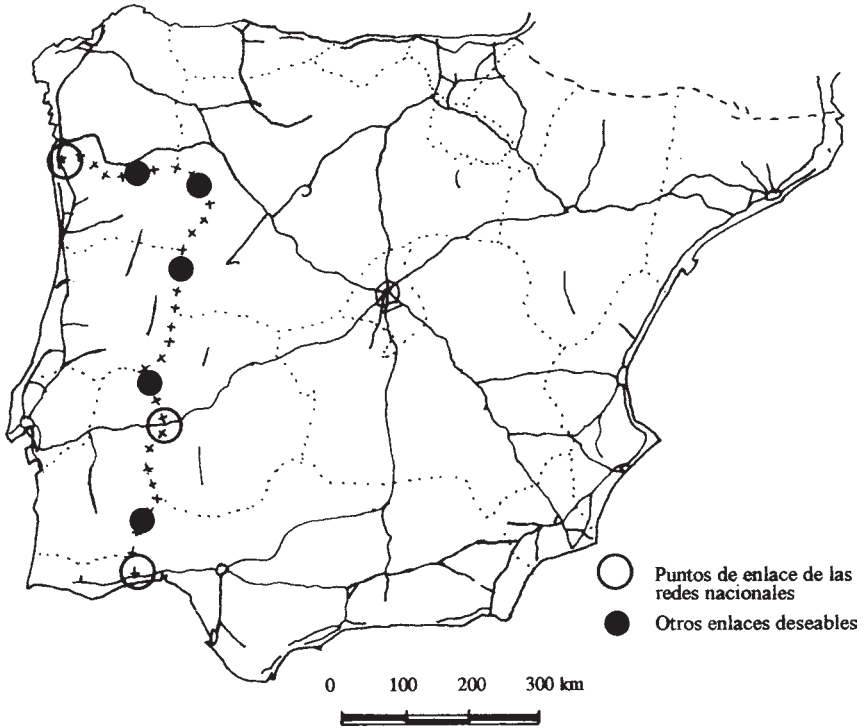 Puntos de enlace de las
redes nacionales
Otros enlaces deseables
0 100 200 300 km